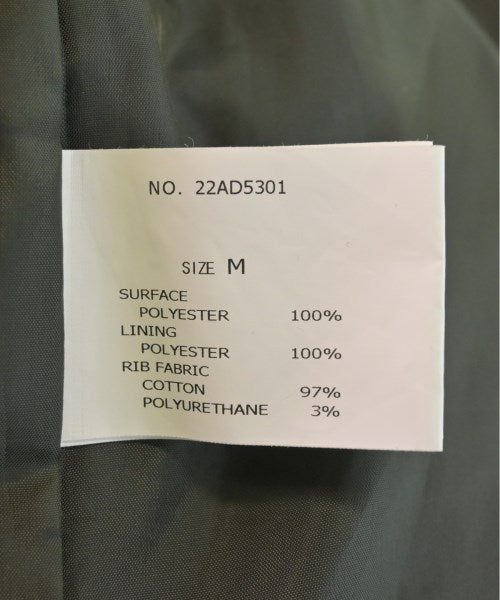 NO. 22AD5301
SIZE M
SURFACE
POLYESTER 100%
LINING
POLYESTER 100%
RIB FABRIC
COTTON 97%
POLYURETHANE 3%